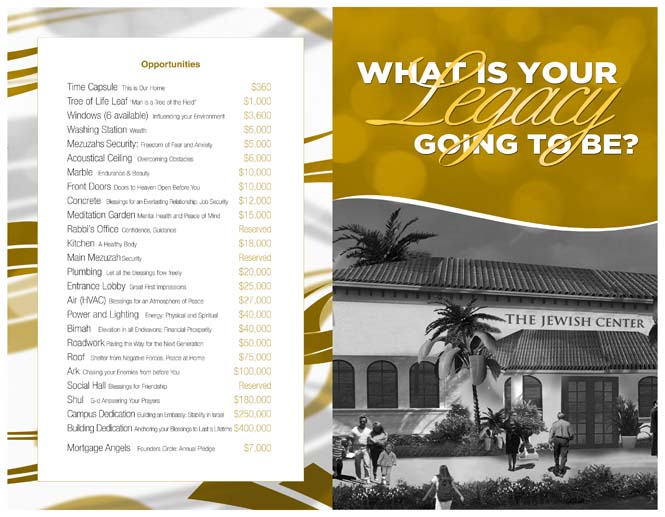 Opportunities
Time Capsule This is Our Home $360
Tree of Life Leaf "Man is a Tree of the Field" $1,000
Windows (6 available) Influencing your Environment $3,600
Washing Station Wealth $5,000
Mezuzahs Security: Freedom of Fear and Anxiety $5,000
Acoustical Ceiling Overcoming Obstacles $6,000
Marble Endurance & Beauty $10,000
Front Doors Doors to Heaven Open Before You $10,000
Concrete Blessings for an Everlasting Relationship, Job Security $12,000
Meditation Garden Mental Health and Peace of Mind $15,000
Rabbi's Office Confidence, Guidance Reserved
Kitchen A Healthy Body $18,000
Main Mezuzah Security Reserved
Plumbing Let all the blessings flow freely $20,000
Entrance Lobby Great First Impressions $25,000
Air (HVAC) Blessings for an Atmosphere of Peace $27,000
Power and Lighting Energy: Physical and Spiritual $40,000
Bimah Elevation in all Endeavors; Financial Prosperity $40,000
Roadwork Paving the Way for the Next Generation $50,000
Roof Shelter from Negative Forces; Peace at Home $75,000
Ark Chasing your Enemies from before You $100,000
Social Hall Blessings for Friendship Reserved
Shul G-d Answering Your Prayers $180,000
Campus Dedication Building an Embassy: Stability in Israel $250,000
Building Dedication Anchoring your Blessings to Last a Lifetime $400,000
Mortgage Angels Founders Circle: Annual Pledge $7,000
WHAT IS YOUR
Legacy
GOING TO BE?
THE JEWISH CENTER